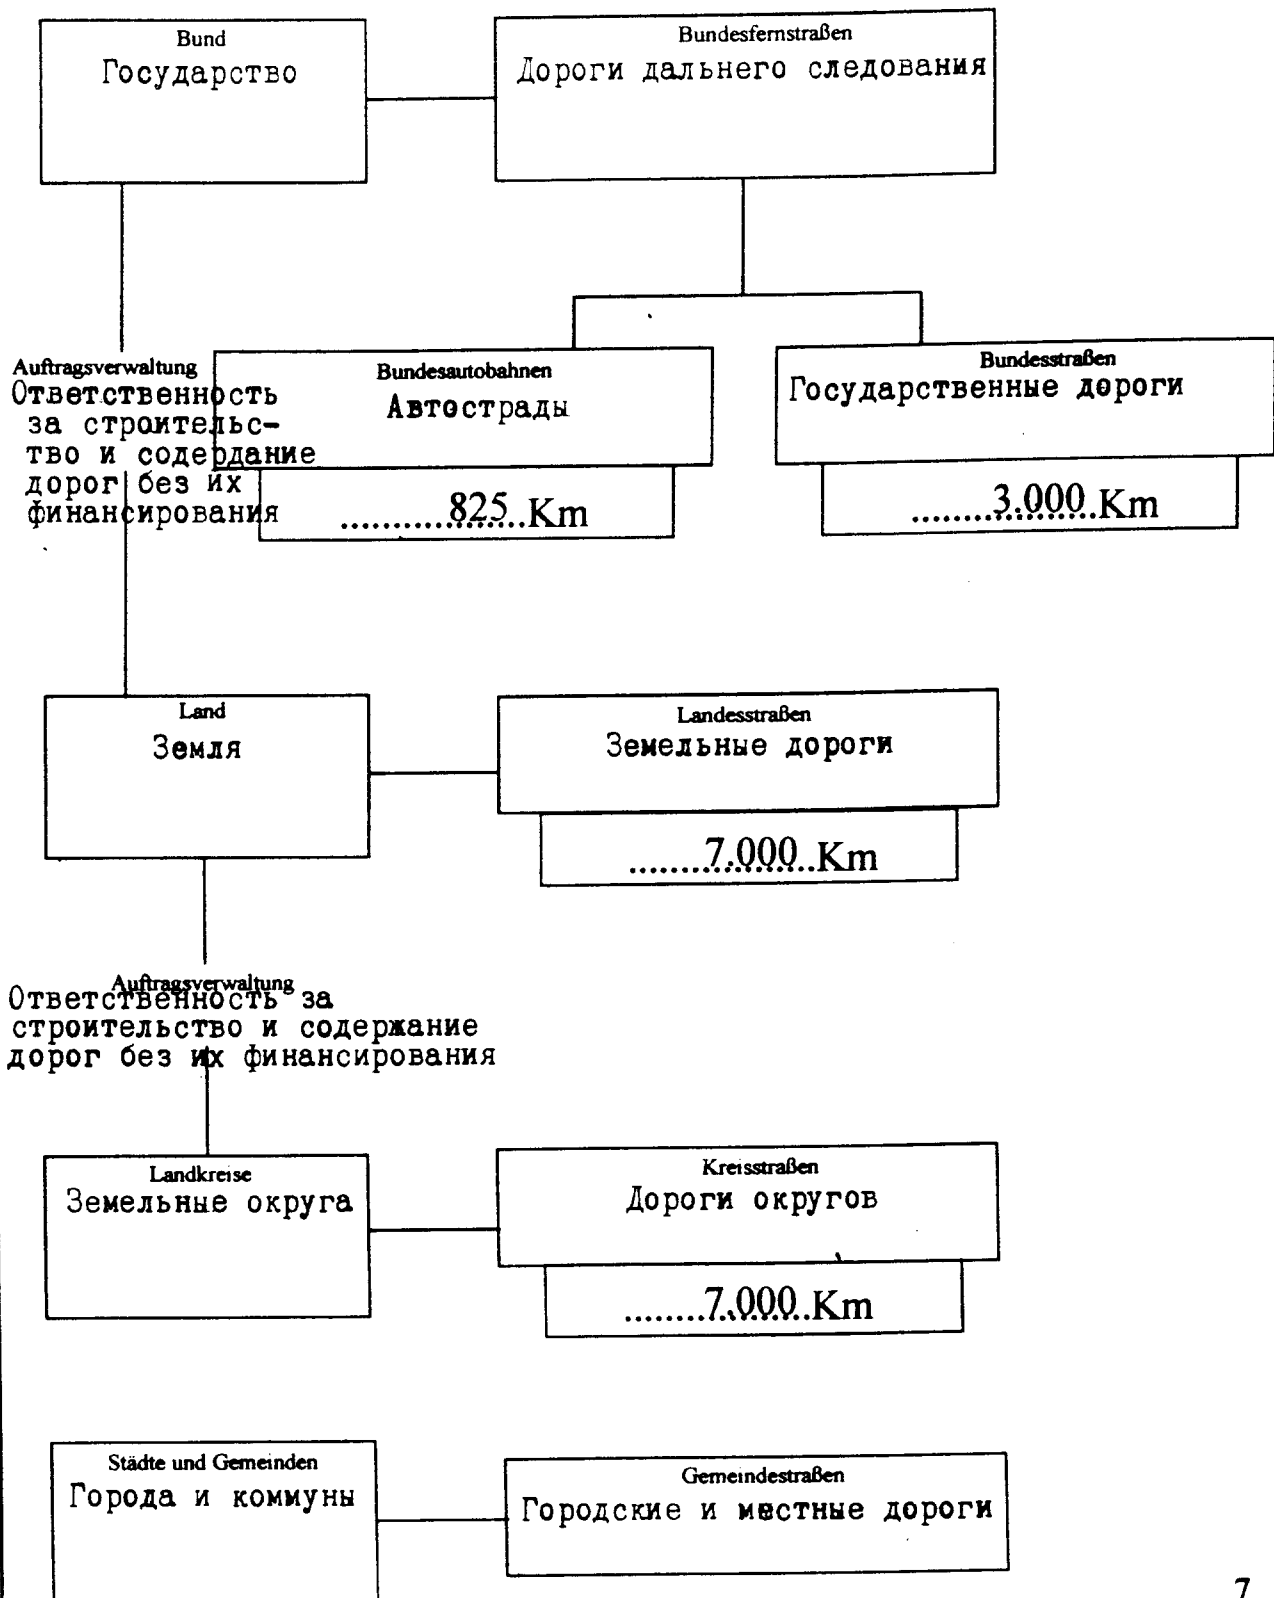 Bund
Государство
Bundesfernstraßen
Дороги дальнего следования
Auftragsverwaltung
Ответственность
за строительс-
тво и содердание
дорог без их
финансирования
Bundesautobahnen
Автострады
825 Km
Bundesstraßen
Государственные дороги
3.000 Km
Land
Земля
Landesstraßen
Земельные дороги
7.000 Km
Auftragsverwaltung
Ответственность за
строительство и содержание
дорог без их финансирования
Landkreise
Земельные округа
Kreisstraßen
Дороги округов
7.000 Km
Städte und Gemeinden
Города и коммуны
Gemeindestraßen
Городские и местные дороги
7